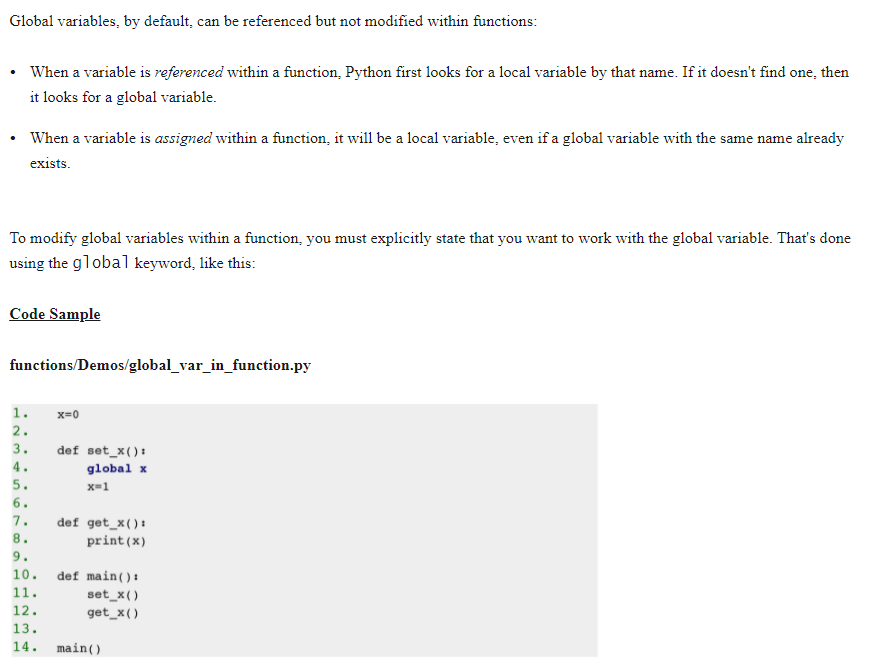 Global variables, by default, can be referenced but not modified within functions:
• When a variable is referenced within a function, Python first looks for a local variable by that name. If it doesn't find one, then
it looks for a global variable.
• When a variable is assigned within a function, it will be a local variable, even if a global variable with the same name already
exists.
To modify global variables within a function, you must explicitly state that you want to work with the global variable. That's done
using the global keyword, like this:
Code Sample
functions/Demos/global_var_in_function.py
1. x=0
2.
3. def set_x():
4.     global x
5.     x=1
6.
7. def get_x():
8.     print(x)
9.
10. def main():
11.     set_x()
12.     get_x()
13.
14. main()